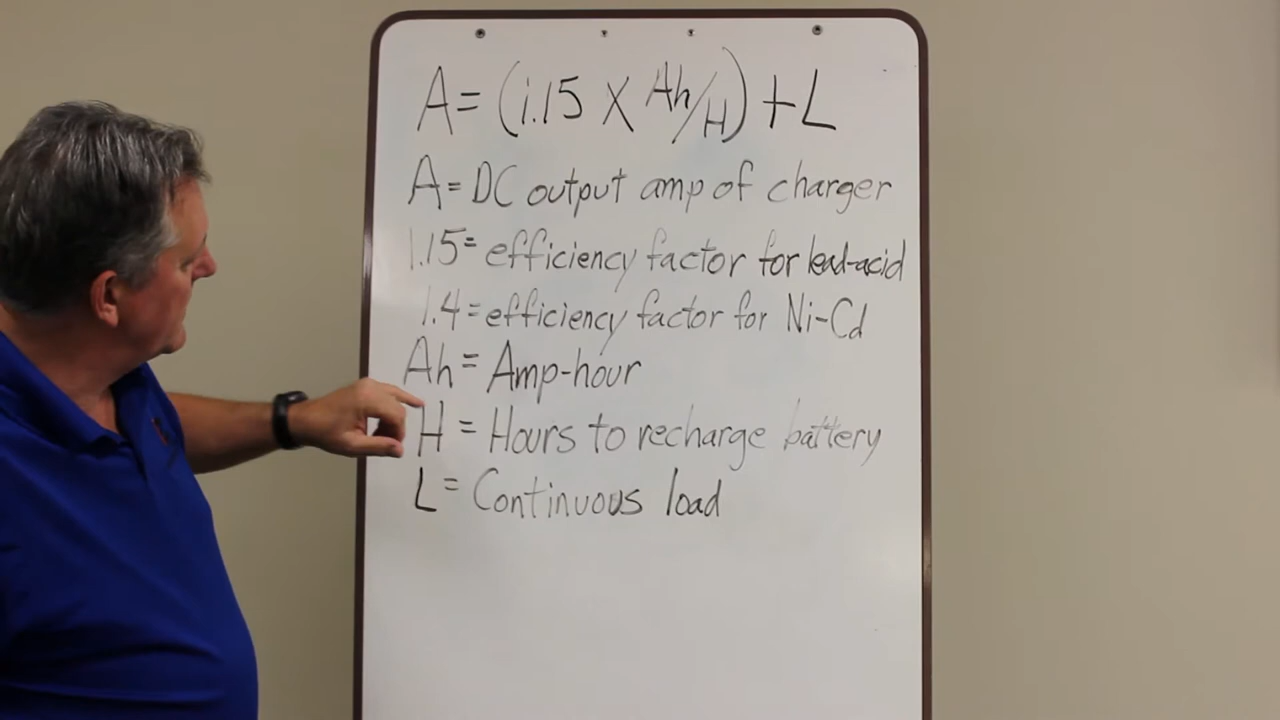 A= (1.15 X Ah/H) + L
A= DC output amp of charger
1.15= efficiency factor for lead-acid
1.4= efficiency factor for Ni-Cd
Ah= Amp-hour
H = Hours to recharge battery
L= Continuous load